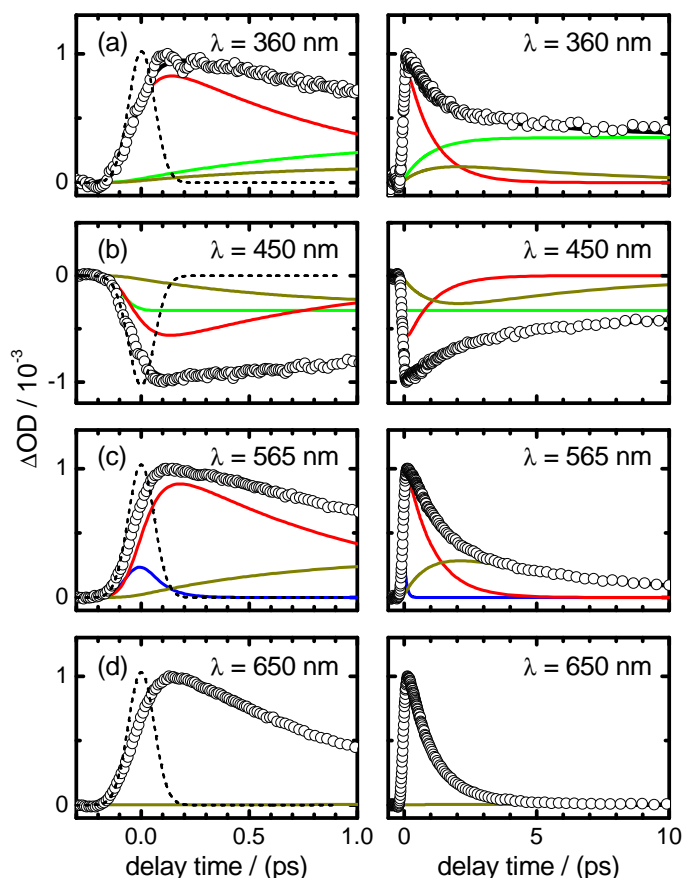 (a) λ = 360 nm
λ = 360 nm
1
0
(b) λ = 450 nm
λ = 450 nm
0
-1
ΔOD / 10⁻³
(c) λ = 565 nm
λ = 565 nm
1
0
(d) λ = 650 nm
λ = 650 nm
1
0
0.0 0.5 1.0
0 5 10
delay time / (ps)
delay time / (ps)